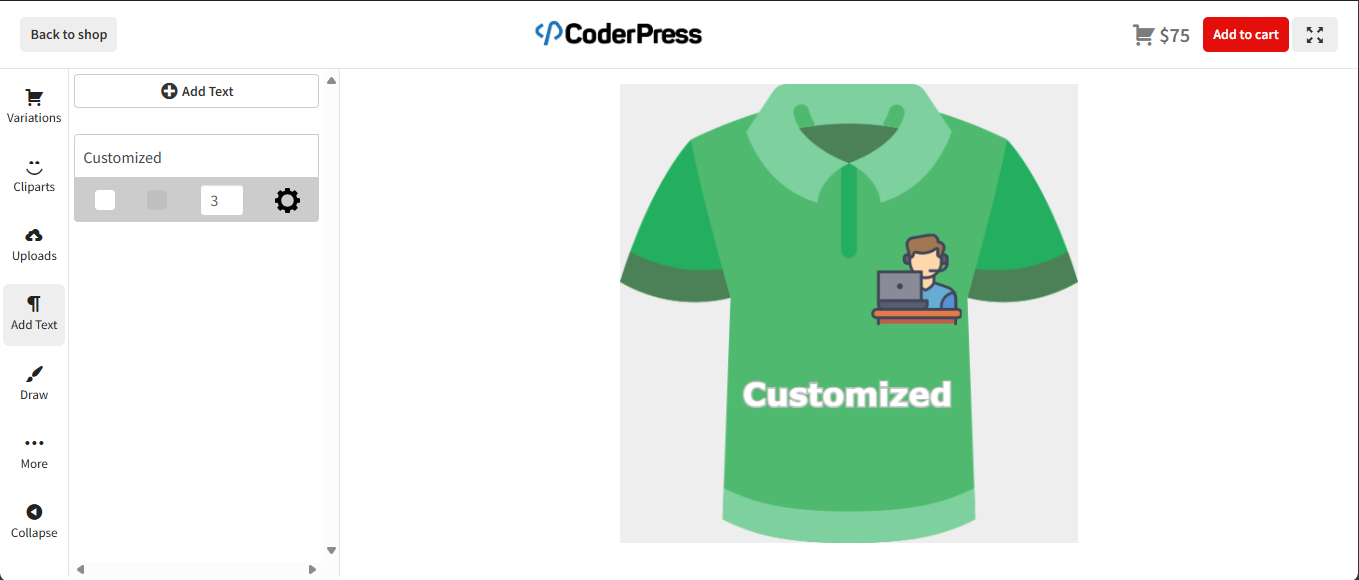 Back to shop
CoderPress
$75
Add to cart
Variations
Cliparts
Uploads
Add Text
Draw
More
Collapse
Add Text
Customized
3
Customized